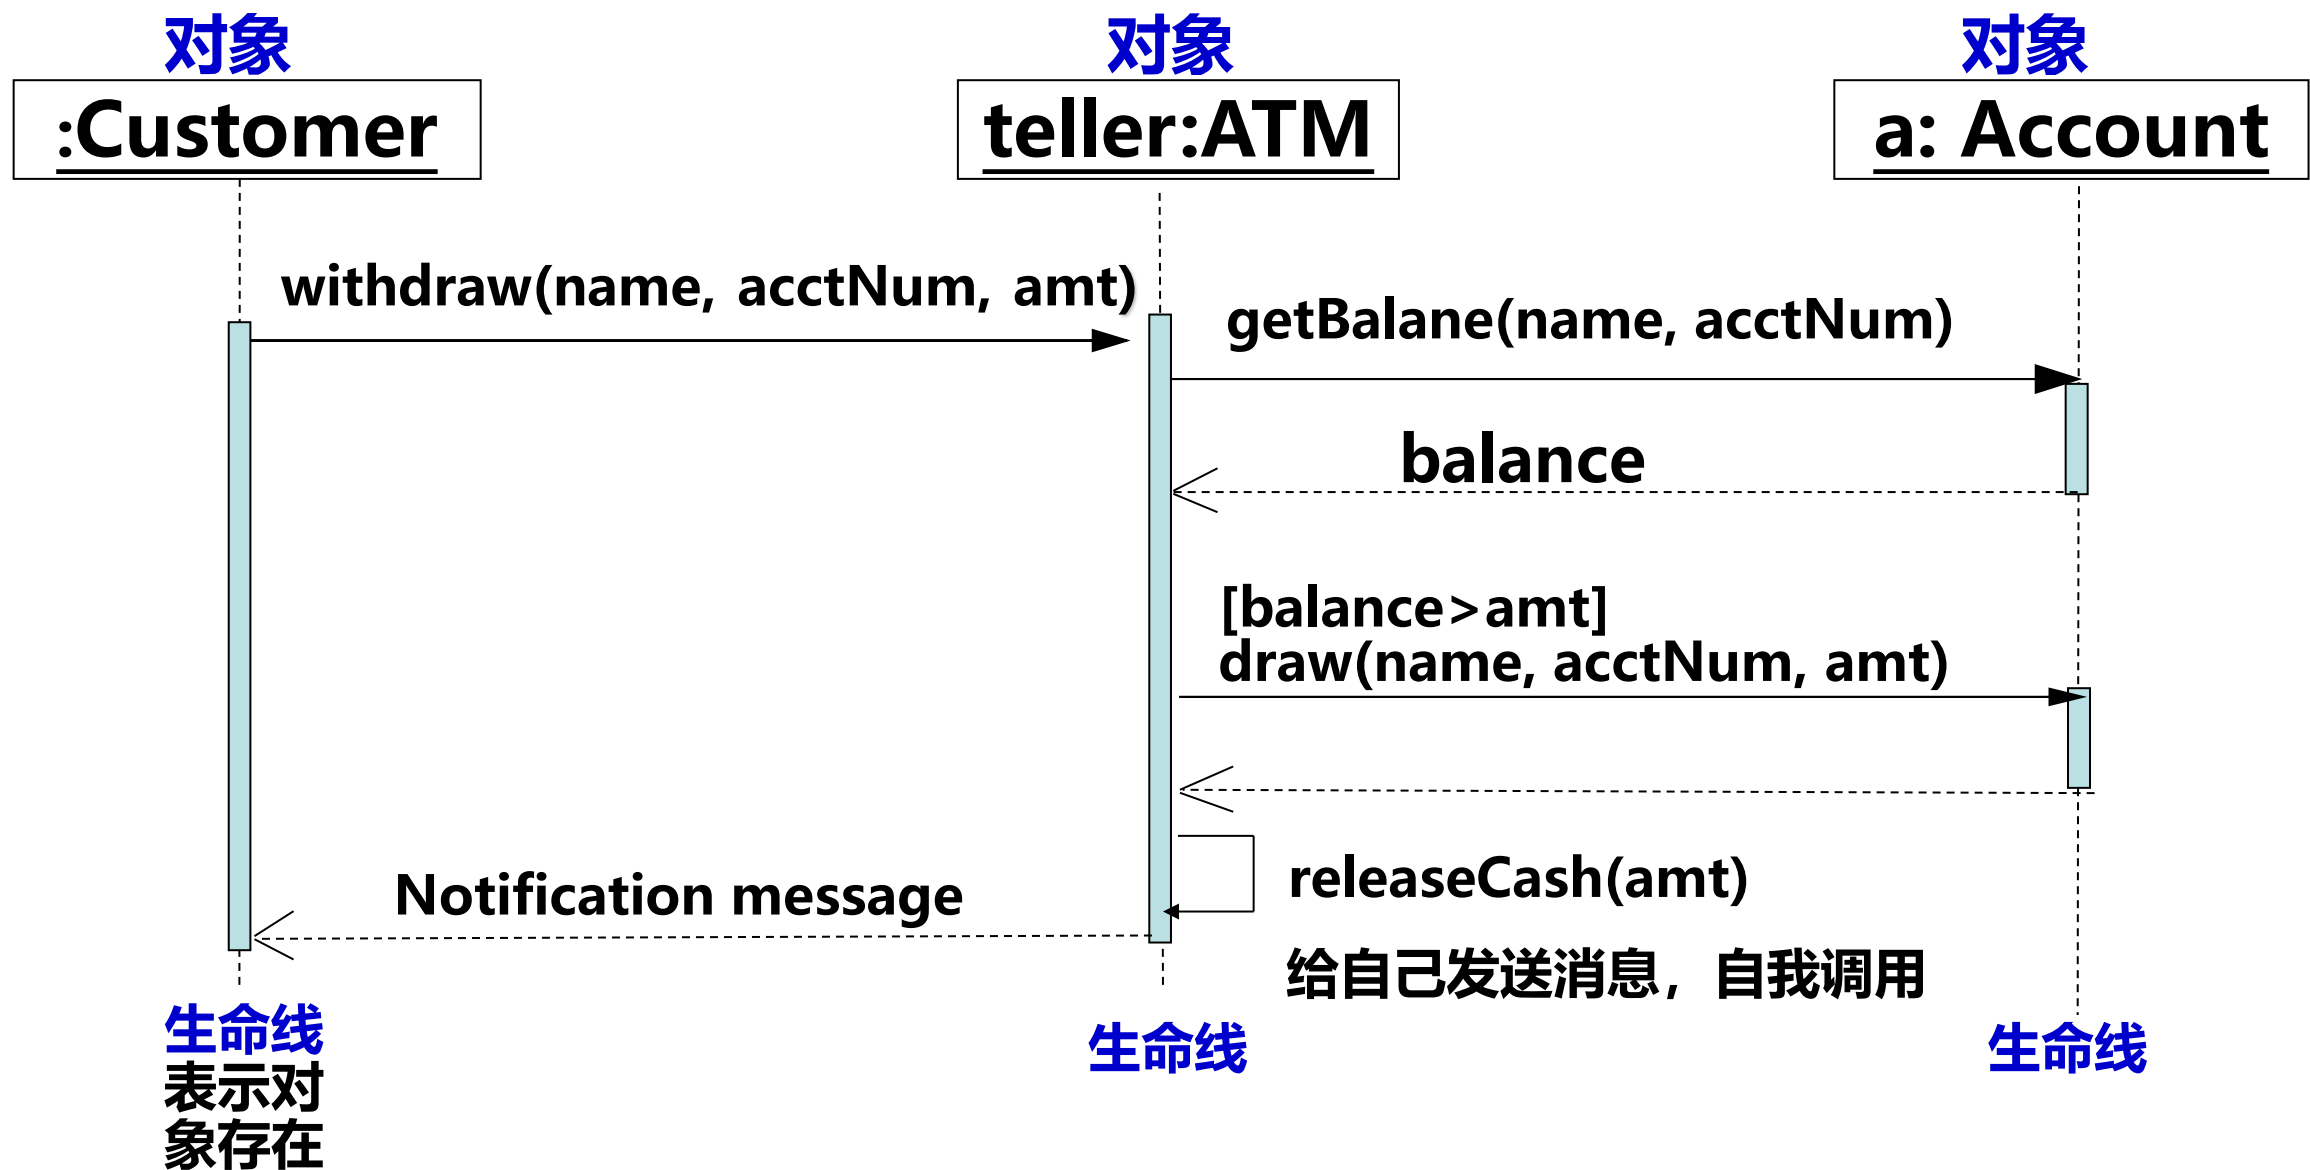 对象
对象
对象
:Customer
teller:ATM
a: Account
withdraw(name, acctNum, amt)
getBalane(name, acctNum)
balance
[balance>amt]
draw(name, acctNum, amt)
releaseCash(amt)
Notification message
给自己发送消息，自我调用
生命线
表示对
象存在
生命线
生命线